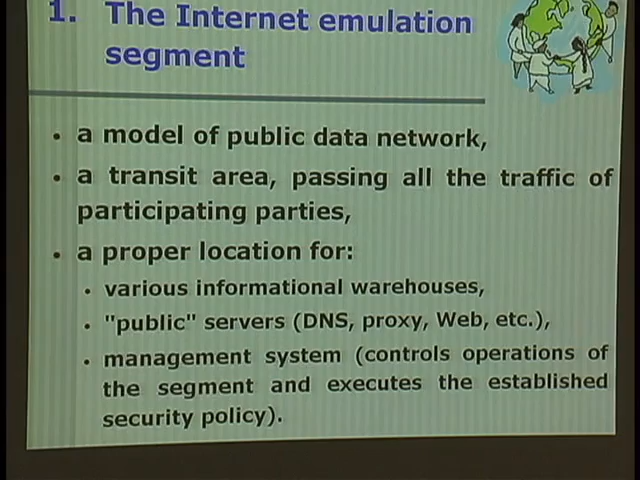 1. The Internet emulation
segment
• a model of public data network,
• a transit area, passing all the traffic of
participating parties,
• a proper location for:
• various informational warehouses,
• "public" servers (DNS, proxy, Web, etc.),
• management system (controls operations of
the segment and executes the established
security policy).